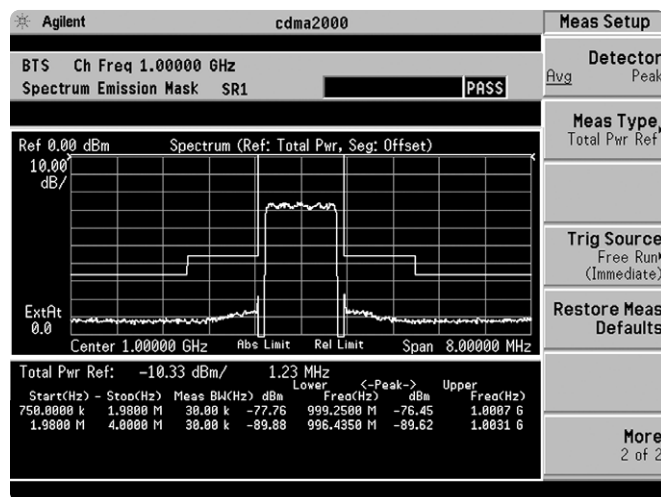 Agilent cdma2000 Meas Setup
BTS Ch Freq 1.00000 GHz
Spectrum Emission Mask SR1 PASS
Ref 0.00 dBm Spectrum (Ref: Total Pwr, Seg: Offset)
10.00
dB/
ExtAt
0.0
Center 1.00000 GHz Abs Limit Rel Limit Span 8.00000 MHz
Total Pwr Ref: -10.33 dBm/ 1.23 MHz
Lower <-Peak-> Upper
Start(Hz) - Stop(Hz) Meas BW(Hz) dBm Freq(Hz) dBm Freq(Hz)
750.0000 k 1.9800 M 30.00 k -77.76 999.2500 M -76.45 1.0007 G
1.9800 M 4.0000 M 30.00 k -89.88 996.4350 M -89.62 1.0031 G
Detector
Avg Peak
Meas Type
Total Pwr Ref
Trig Source
Free Run
(Immediate)
Restore Meas
Defaults
More
2 of 2